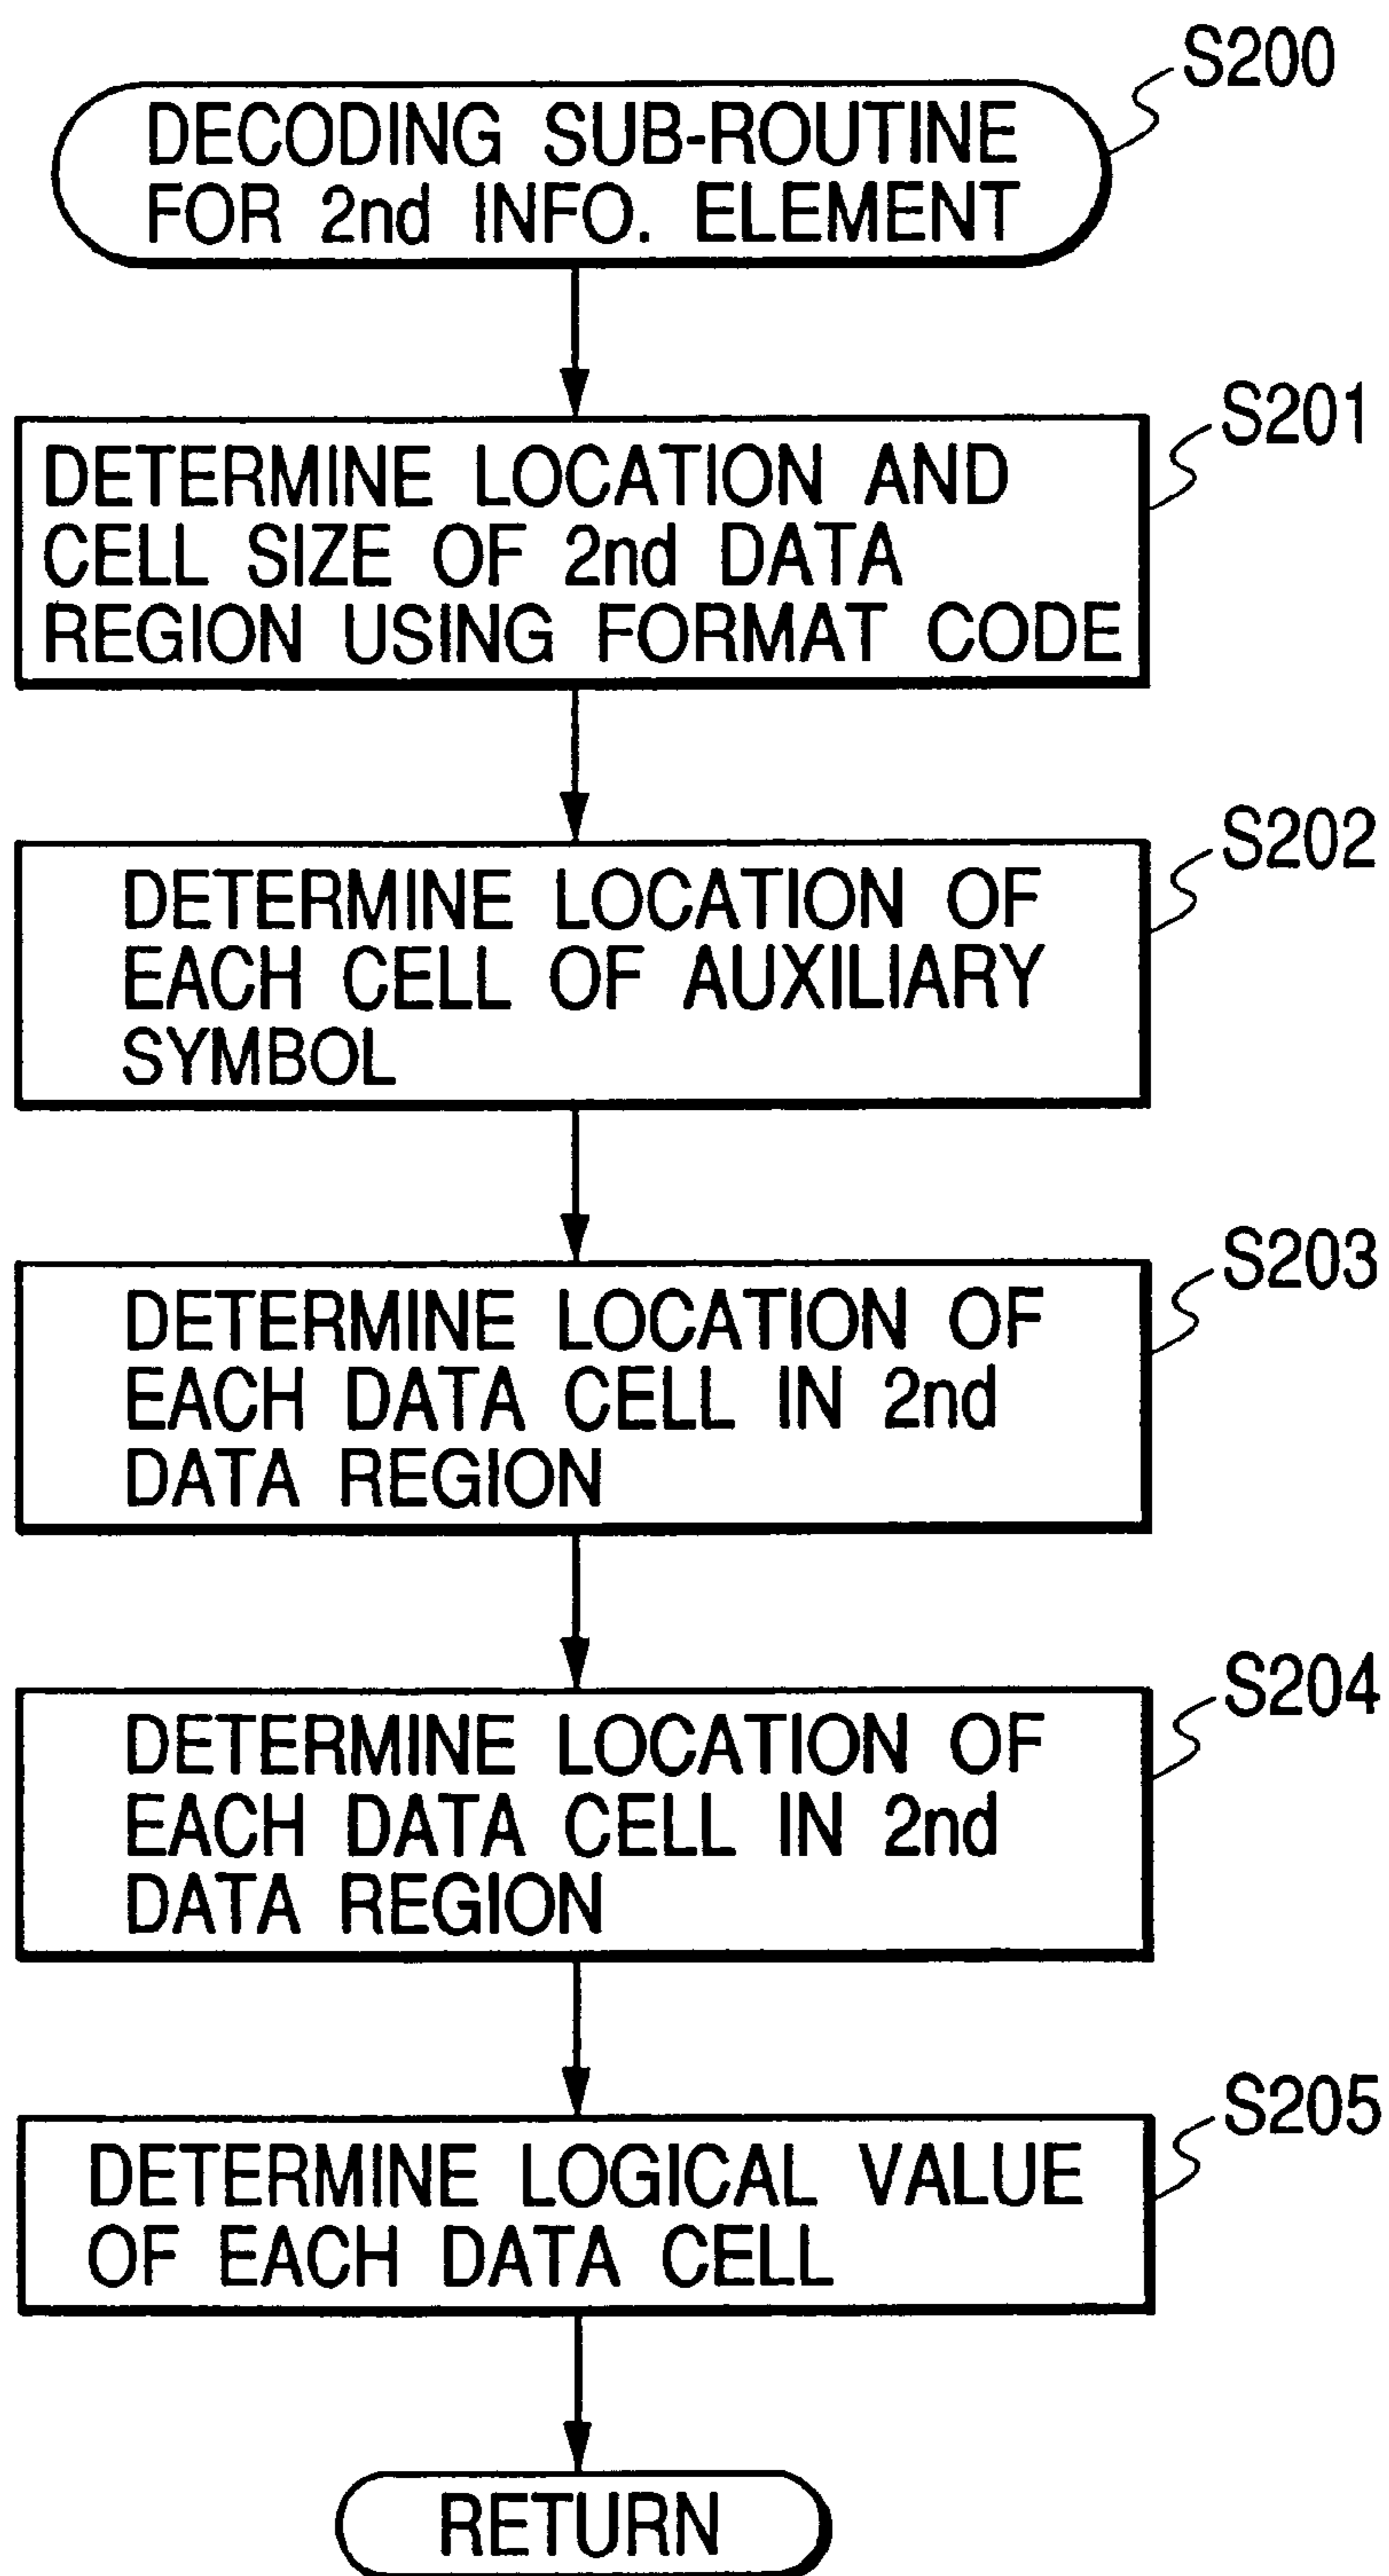 S200
DECODING SUB-ROUTINE
FOR 2nd INFO. ELEMENT
S201
DETERMINE LOCATION AND
CELL SIZE OF 2nd DATA
REGION USING FORMAT CODE
S202
DETERMINE LOCATION OF
EACH CELL OF AUXILIARY
SYMBOL
S203
DETERMINE LOCATION OF
EACH DATA CELL IN 2nd
DATA REGION
S204
DETERMINE LOCATION OF
EACH DATA CELL IN 2nd
DATA REGION
S205
DETERMINE LOGICAL VALUE
OF EACH DATA CELL
RETURN